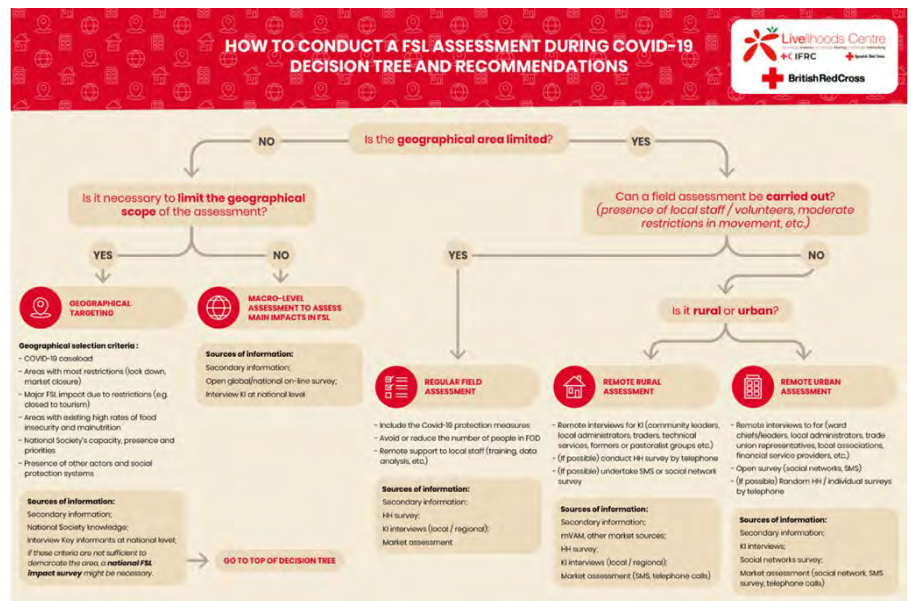 HOW TO CONDUCT A FSL ASSESSMENT DURING COVID-19
DECISION TREE AND RECOMMENDATIONS
Livelihoods Centre
IFRC
Spanish Red Cross
BritishRedCross
Is the geographical area limited?
NO
YES
Is it necessary to limit the geographical
scope of the assessment?
YES
NO
Can a field assessment be carried out?
(presence of local staff / volunteers, moderate
restrictions in movement, etc.)
YES
NO
Is it rural or urban?
GEOGRAPHICAL
TARGETING
Geographical selection criteria :
- COVID-19 caseload
- Areas with most restrictions (lock down,
market closure)
- Major FSL impact due to restrictions (e.g.
closed to tourism)
- Areas with existing high rates of food
insecurity and malnutrition
- National Society's capacity, presence and
priorities
- Presence of other actors and social
protection systems
Sources of information:
Secondary information;
National Society knowledge;
Interview Key informants at national level;
If these criteria are not sufficient to
demarcate the area, a national FSL
impact survey might be necessary.
GO TO TOP OF DECISION TREE
MACRO-LEVEL
ASSESSMENT TO ASSESS
MAIN IMPACTS IN FSL
Sources of information:
Secondary information;
Open global/national on-line survey;
Interview KI at national level
REGULAR FIELD
ASSESSMENT
- Include the Covid-19 protection measures
- Avoid or reduce the number of people in FGD
- Remote support to local staff (training, data
analysis, etc.)
Sources of information:
Secondary information;
HH survey;
KI interviews (local / regional);
Market assessment
REMOTE RURAL
ASSESSMENT
- Remote interviews for KI (community leaders,
local administrators, traders, technical
services, formers or pastoralist groups etc.)
- (If possible) conduct HH survey by telephone
- (If possible) undertake SMS or social network
survey
Sources of information:
Secondary information;
mVAM, other market sources;
HH survey;
KI interviews (local / regional);
Market assessment (SMS, telephone calls)
REMOTE URBAN
ASSESSMENT
- Remote interviews to for (ward
chiefs/leaders, local administrators, trade
union representatives, local associations,
financial service providers, etc.)
- Open survey (social networks, SMS)
- (If possible) Random HH / individual surveys
by telephone
Sources of information:
Secondary information;
KI interviews;
Social networks survey;
Market assessment (social network, SMS
survey, telephone calls)